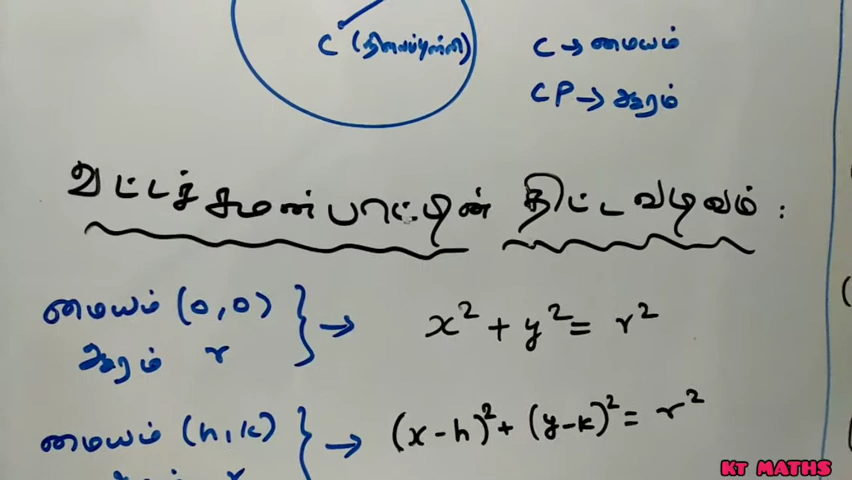 C (நிலைப்புள்ளி)
C → மையம்
CP → ஆரம்
வட்டச் சமன்பாட்டின் திட்டவடிவம் :
மையம் (0,0)
ஆரம் r
→ x² + y² = r²
மையம் (h,k)
→ (x-h)² + (y-k)² = r²
KT MATHS